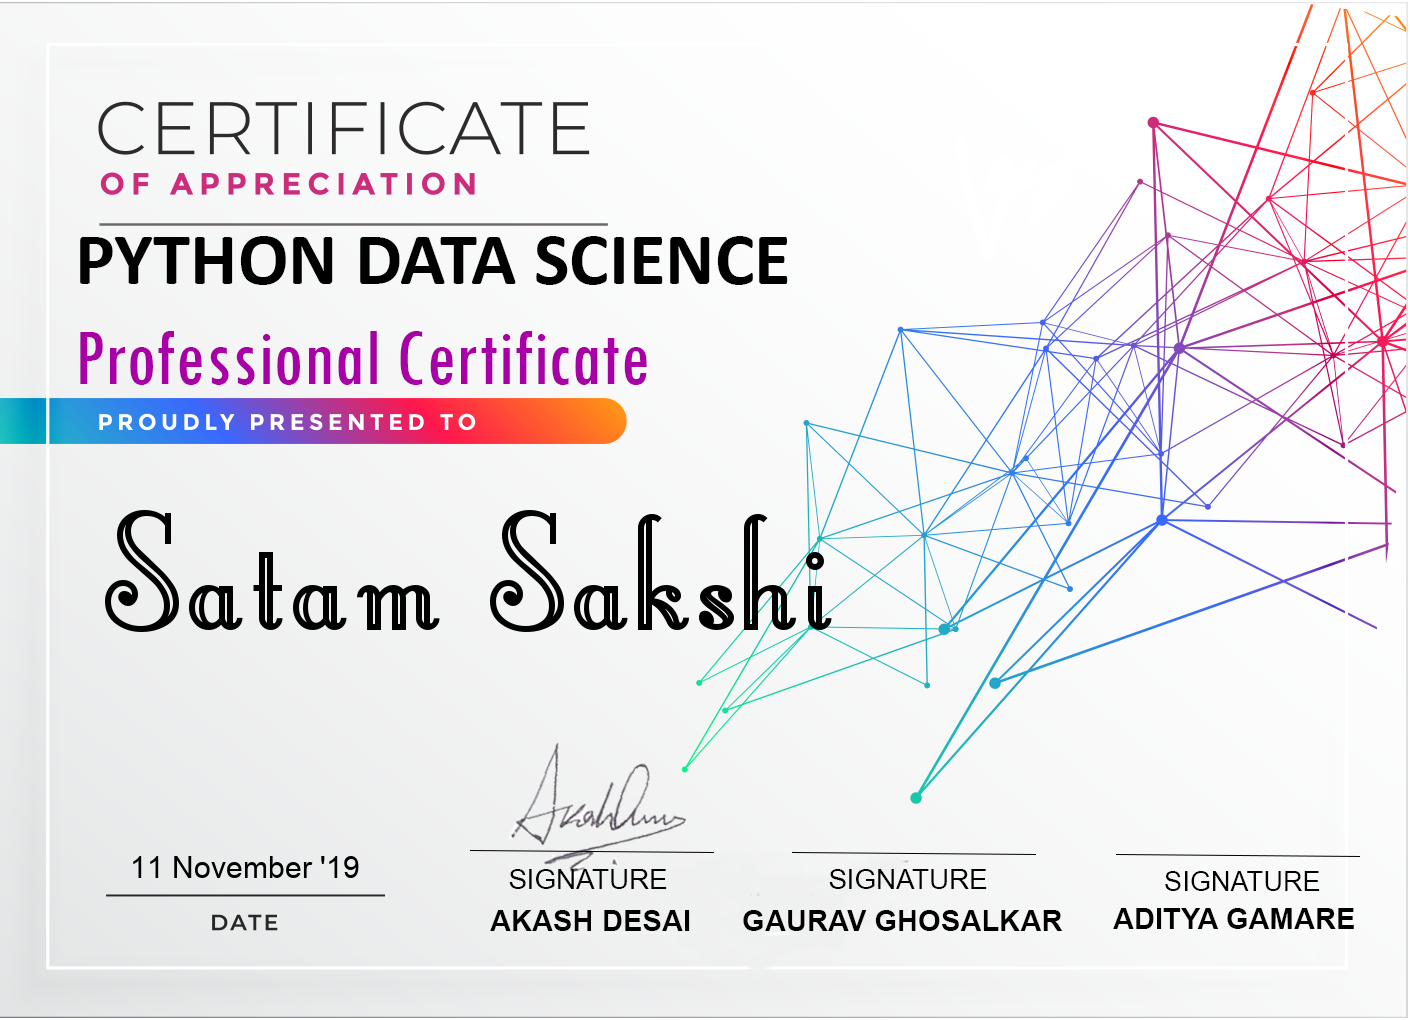 CERTIFICATE
OF APPRECIATION
PYTHON DATA SCIENCE
Professional Certificate
PROUDLY PRESENTED TO
Satam Sakshi
11 November '19
DATE
SIGNATURE
AKASH DESAI
SIGNATURE
GAURAV GHOSALKAR
SIGNATURE
ADITYA GAMARE